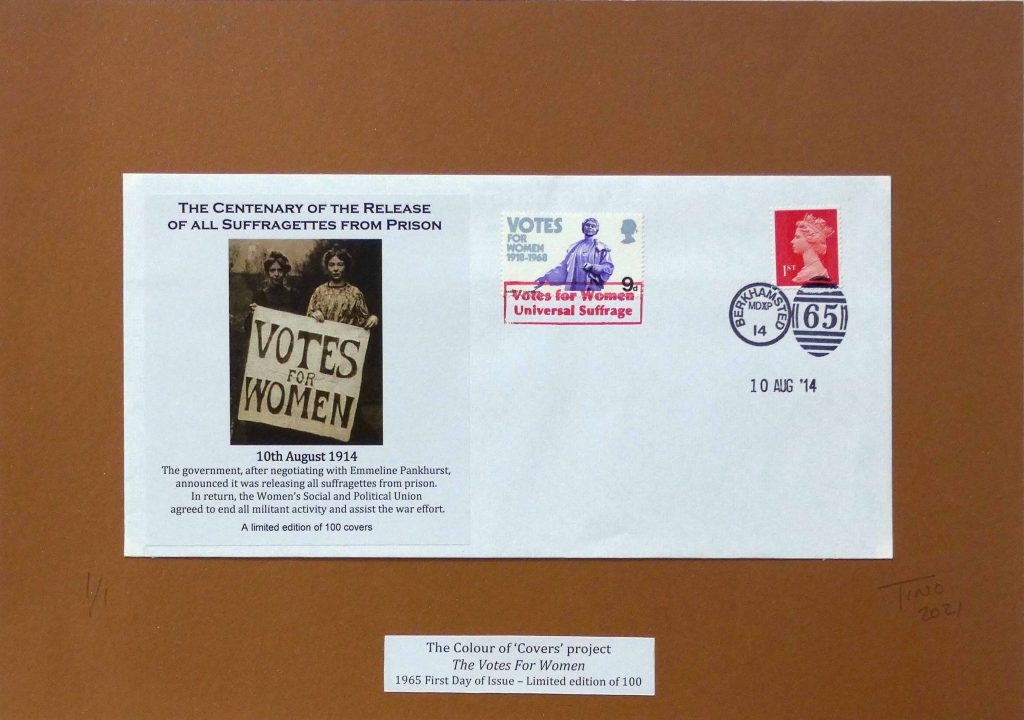 THE CENTENARY OF THE RELEASE
OF ALL SUFFRAGETTES FROM PRISON
VOTES
FOR
WOMEN
10th August 1914
The government, after negotiating with Emmeline Pankhurst,
announced it was releasing all suffragettes from prison.
In return, the Women's Social and Political Union
agreed to end all militant activity and assist the war effort.
A limited edition of 100 covers
VOTES
FOR
WOMEN
1918-1968
9d
Votes for Women
Universal Suffrage
1ST
BERKHAMSTED
14
65
10 AUG '14
1/1
TINO
2021
The Colour of 'Covers' project
The Votes For Women
1965 First Day of Issue – Limited edition of 100